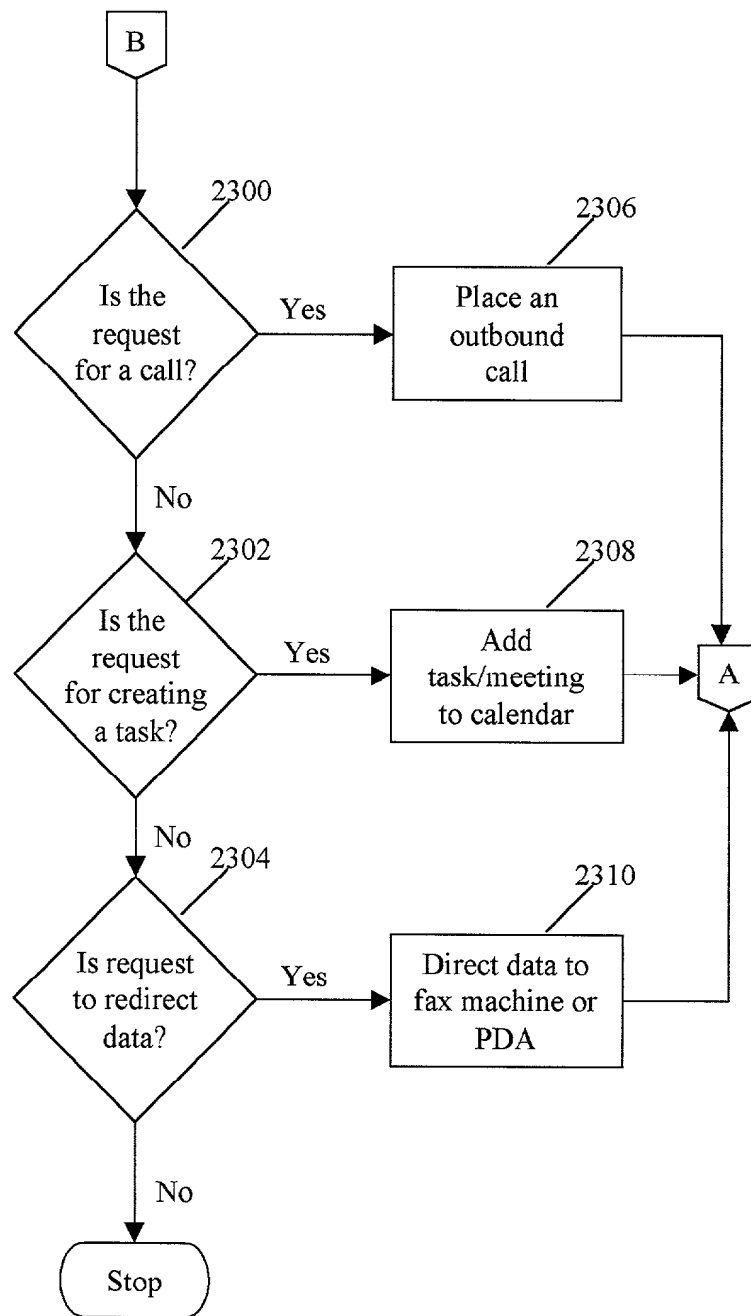 B
2300
Is the
request
for a call?
Yes
2306
Place an
outbound
call
No
2302
Is the
request
for creating
a task?
Yes
2308
Add
task/meeting
to calendar
A
No
2304
Is request
to redirect
data?
Yes
2310
Direct data to
fax machine or
PDA
No
Stop